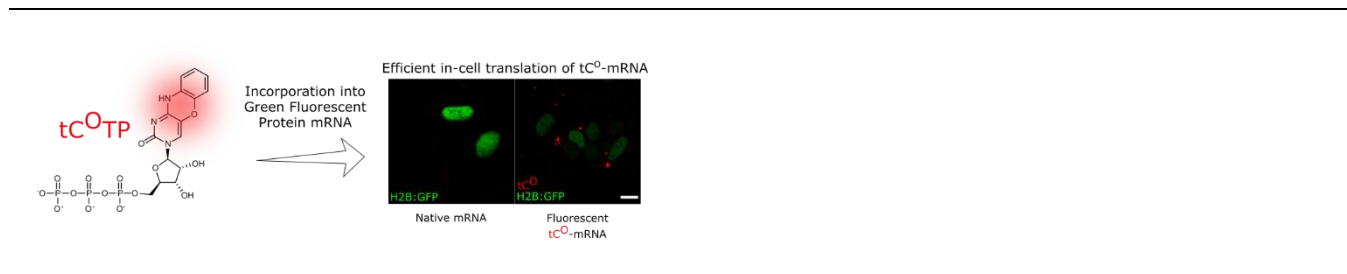 Efficient in-cell translation of tCO-mRNA
Incorporation into
Green Fluorescent
Protein mRNA
tCOTP
HN
O
N
O
N
O
OH
OH
O O O
-O-P-O-P-O-P-O
O- O- O-
tCO
H2B:GFP
H2B:GFP
Native mRNA
Fluorescent
tCO-mRNA